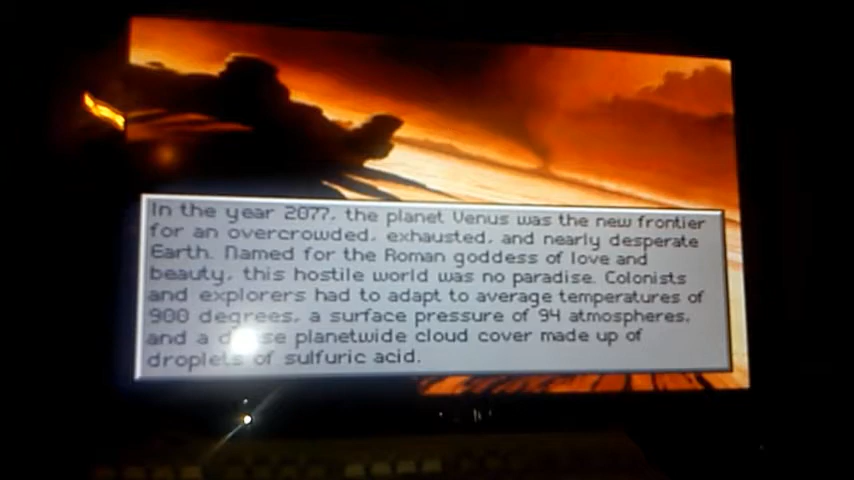 In the year 2077, the planet Venus was the new frontier
for an overcrowded, exhausted, and nearly desperate
Earth. Named for the Roman goddess of love and
beauty, this hostile world was no paradise. Colonists
and explorers had to adapt to average temperatures of
900 degrees, a surface pressure of 94 atmospheres,
and a dense planetwide cloud cover made up of
droplets of sulfuric acid.